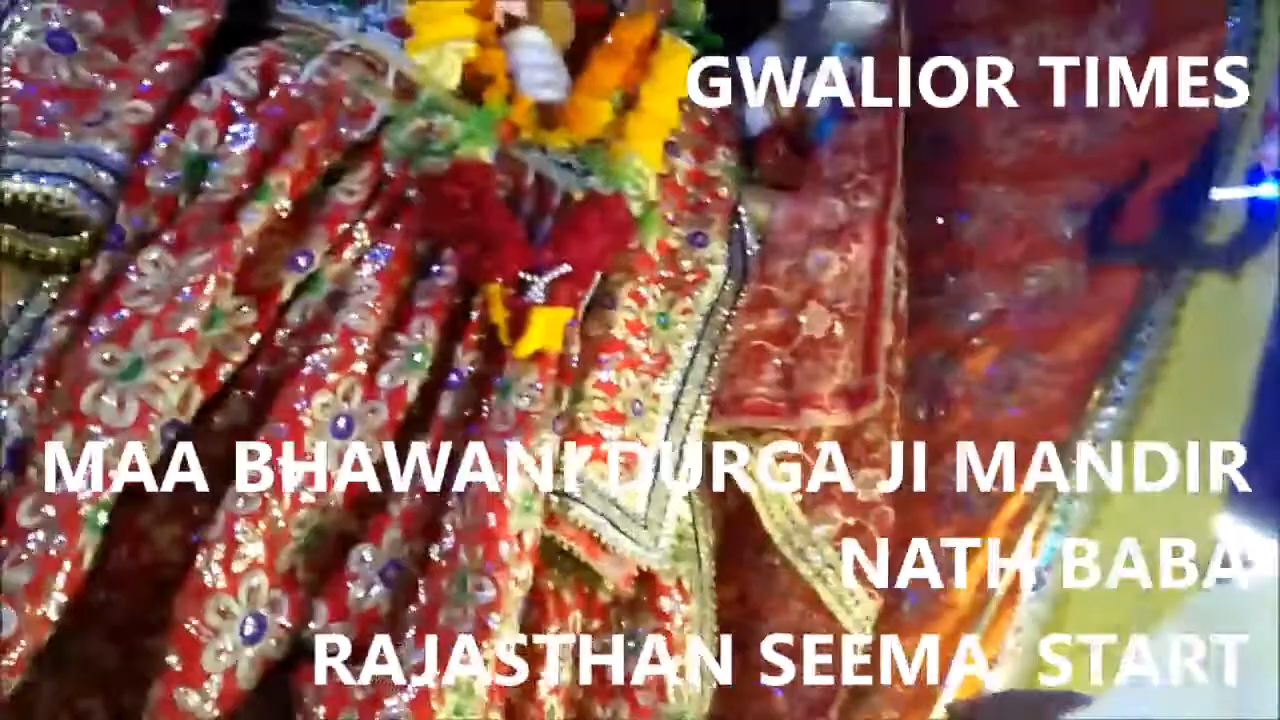 GWALIOR TIMES
MAA BHAWANI DURGA JI MANDIR
NATH BABA
RAJASTHAN SEEMA, START